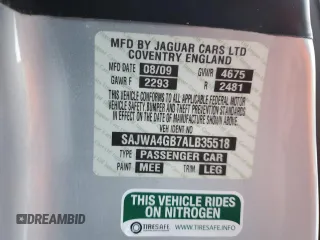 MFD BY JAGUAR CARS LTD
COVENTRY ENGLAND
MFD DATE 08/09 GVWR 4675
GAWR F 2293 R 2481
THIS VEHICLE CONFORMS TO ALL APPLICABLE FEDERAL MOTOR
VEHICLE SAFETY, BUMPER AND THEFT PREVENTION STANDARDS
IN EFFECT ON THE DATE OF MANUFACTURE SHOWN ABOVE
VEH IDENT NO
SAJWA4GB7ALB35518
TYPE PASSENGER CAR
PAINT MEE TRIM LEG
THIS VEHICLE RIDES
ON NITROGEN
TIRESAFE WWW.TIRESAFE.INFO
DREAMBID